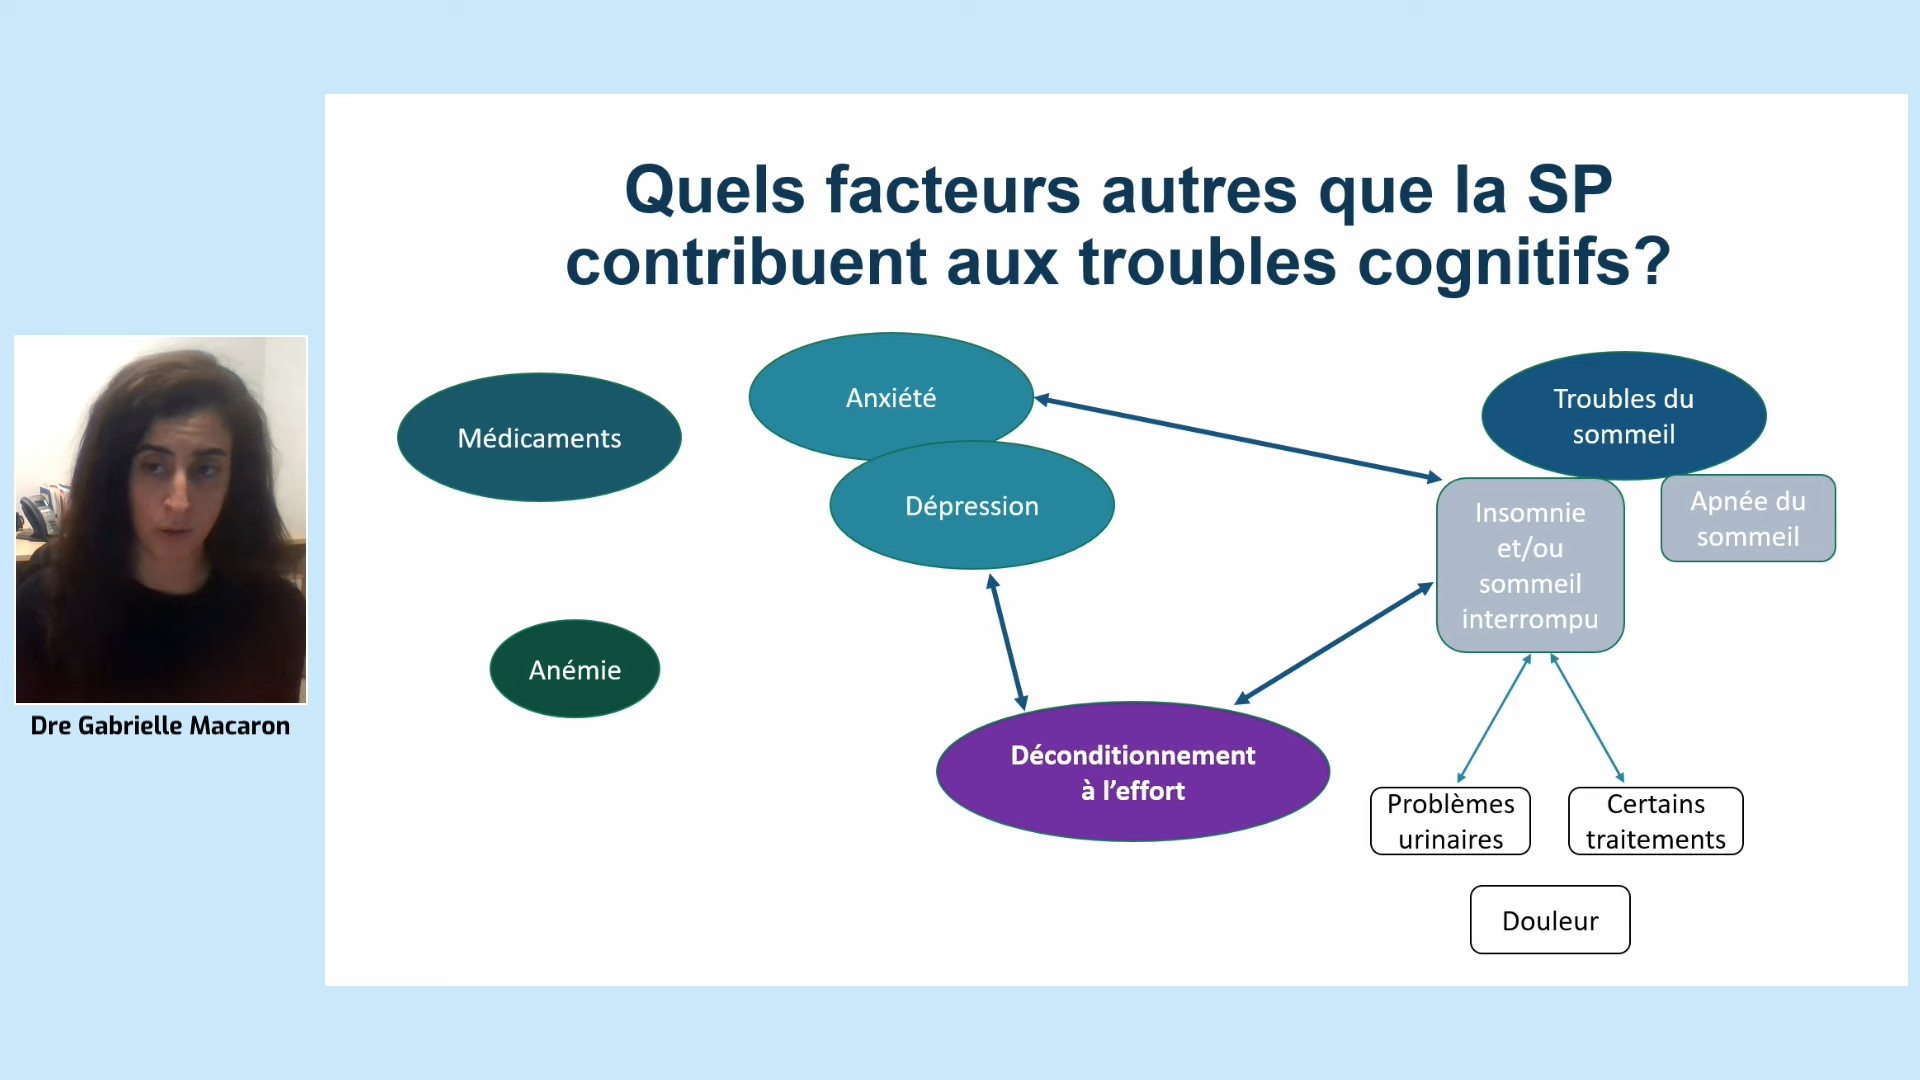 Quels facteurs autres que la SP
contribuent aux troubles cognitifs?
Médicaments
Anxiété
Dépression
Troubles du
sommeil
Insomnie
et/ou
sommeil
interrompu
Apnée du
sommeil
Anémie
Déconditionnement
à l’effort
Problèmes
urinaires
Certains
traitements
Douleur
Dre Gabrielle Macaron